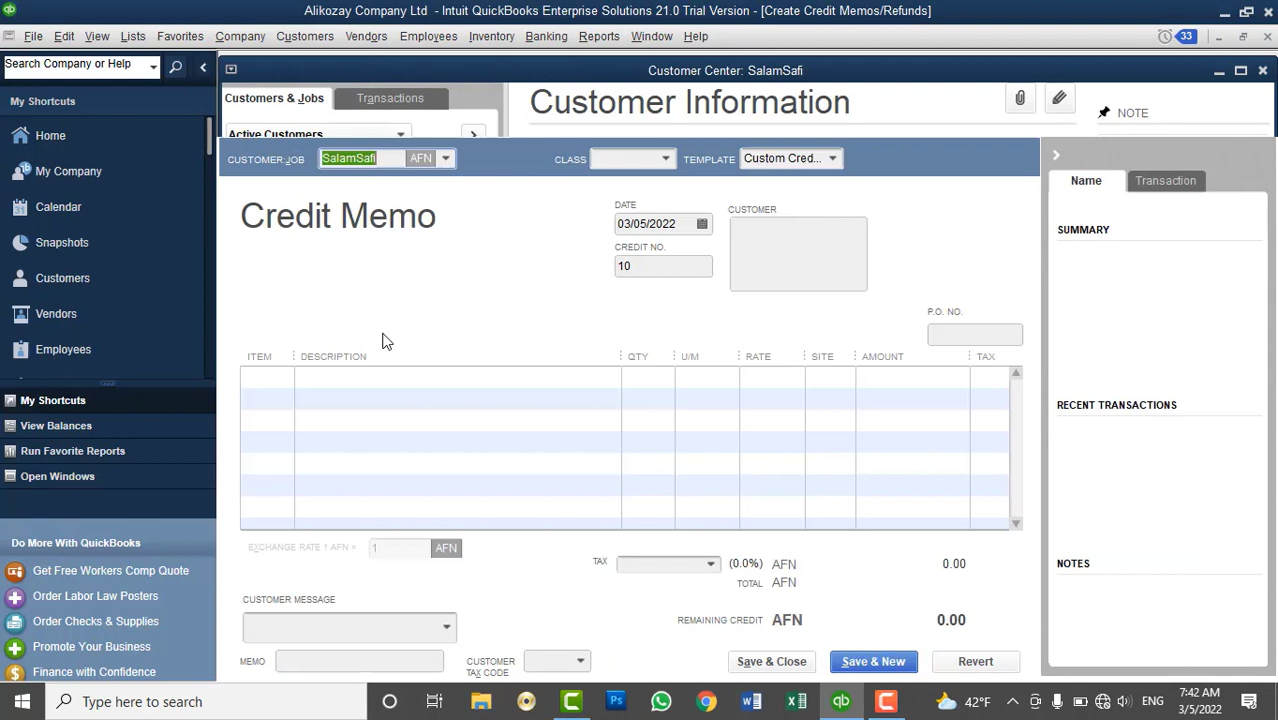 Alikozay Company Ltd - Intuit QuickBooks Enterprise Solutions 21.0 Trial Version - [Create Credit Memos/Refunds]
File Edit View Lists Favorites Company Customers Vendors Employees Inventory Banking Reports Window Help 33
Search Company or Help
Customer Center: SalamSafi
My Shortcuts
Customers & Jobs Transactions
Customer Information
NOTE
Active Customers
Home
My Company
Calendar
Snapshots
Customers
Vendors
Employees
My Shortcuts
View Balances
Run Favorite Reports
Open Windows
Do More With QuickBooks
Get Free Workers Comp Quote
Order Labor Law Posters
Order Checks & Supplies
Promote Your Business
Finance with Confidence
CUSTOMER:JOB SalamSafi AFN CLASS TEMPLATE Custom Cred...
Credit Memo
DATE
03/05/2022
CREDIT NO.
10
CUSTOMER
P.O. NO.
ITEM DESCRIPTION QTY U/M RATE SITE AMOUNT TAX
EXCHANGE RATE 1 AFN = 1 AFN
TAX (0.0%) AFN 0.00
TOTAL AFN
CUSTOMER MESSAGE
REMAINING CREDIT AFN 0.00
MEMO
CUSTOMER
TAX CODE
Save & Close Save & New Revert
Name Transaction
SUMMARY
RECENT TRANSACTIONS
NOTES
Type here to search
42°F
ENG
7:42 AM
3/5/2022